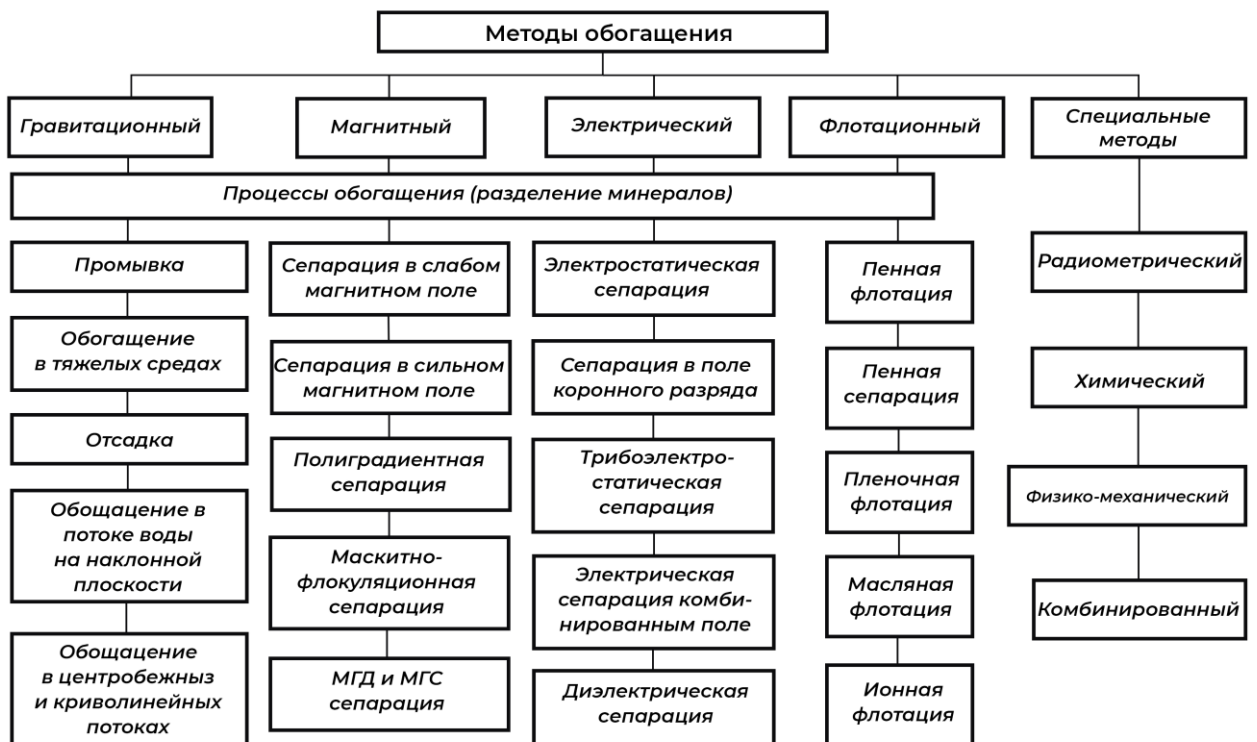 Методы обогащения
Гравитационный
Магнитный
Электрический
Флотационный
Специальные
методы
Процессы обогащения (разделение минералов)
Промывка
Обогащение
в тяжелых средах
Отсадка
Обощацение в
потоке воды
на наклонной
плоскости
Обощацение
в центробежныз
и криволинейных
потоках
Сепарация в слабом
магнитном поле
Сепарация в сильном
магнитном поле
Полиградиентная
сепарация
Маскитно-
флокуляционная
сепарация
МГД и МГС
сепарация
Электростатическая
сепарация
Сепарация в поле
коронного разряда
Трибоэлектро-
статическая
сепарация
Электрическая
сепарация комби-
нированным поле
Диэлектрическая
сепарация
Пенная
флотация
Пенная
сепарация
Пленочная
флотация
Масляная
флотация
Ионная
флотация
Радиометрический
Химический
Физико-механический
Комбинированный